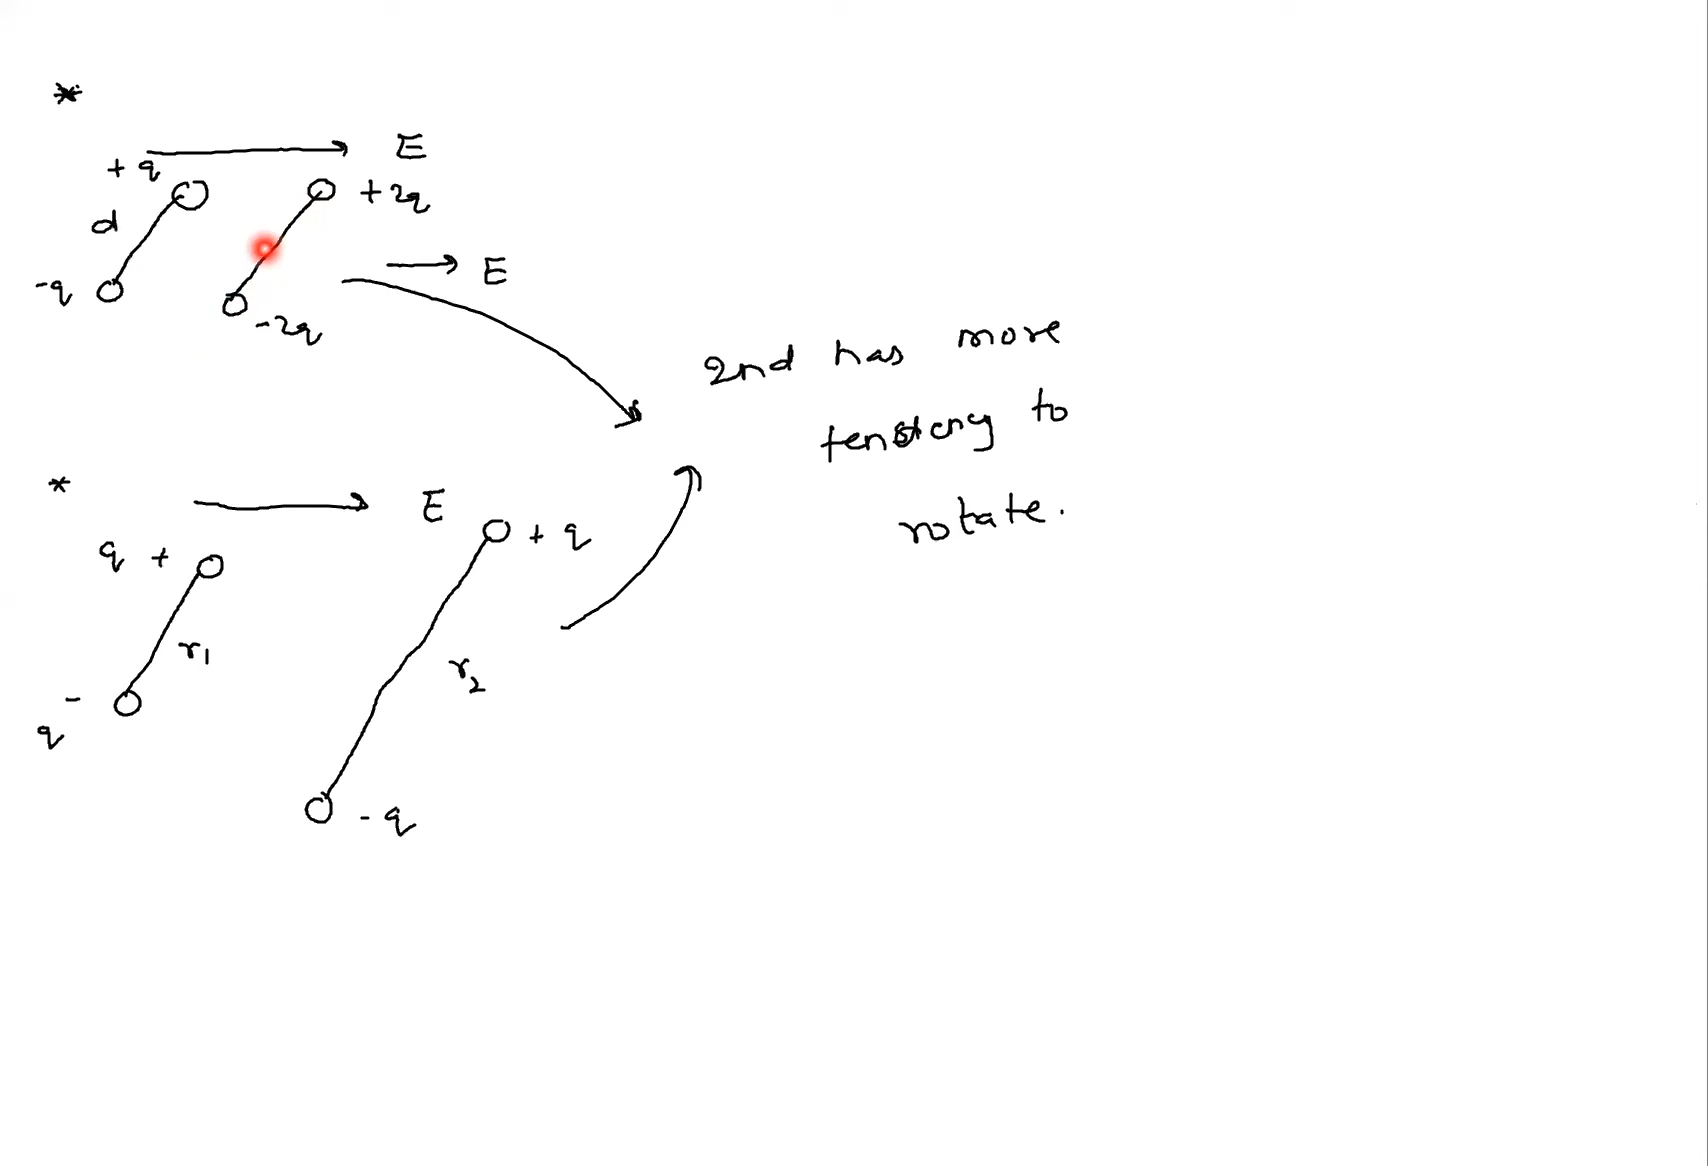 *
E
+q
+2q
d
-q
-2q
E
2nd has more
tendency to
rotate.
*
E
q +
+ q
r1
r2
-
q
- q